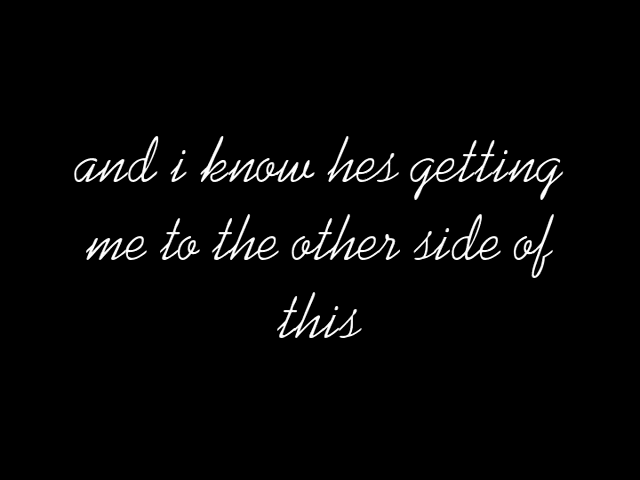 and i know hes getting
me to the other side of
this